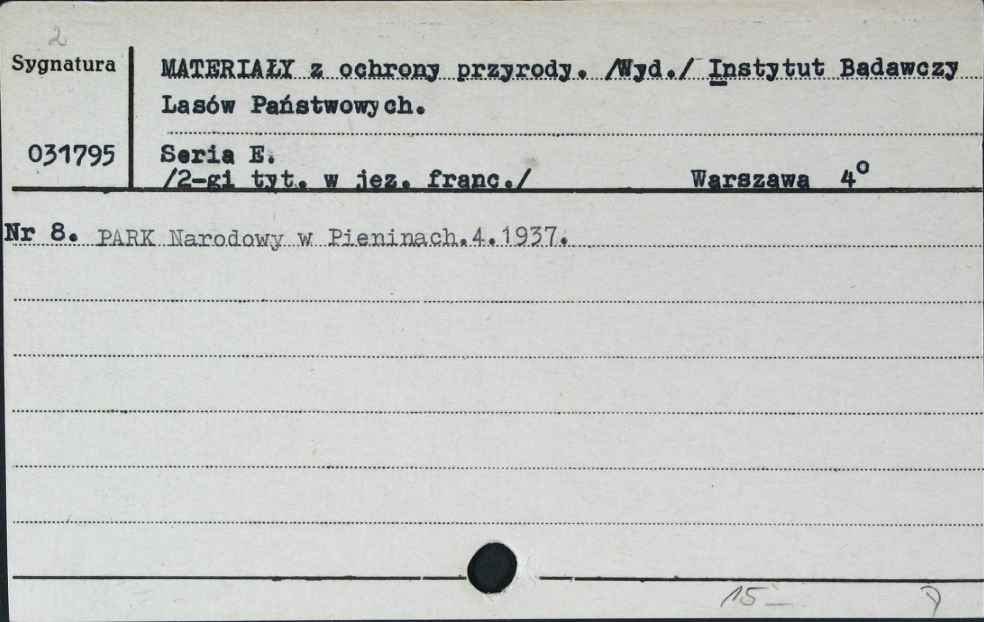 2
Sygnatura
MATERIAŁY z ochrony przyrody. /Wyd./ Instytut Badawczy
Lasów Państwowych.
031795
Seria E.
/2-gi tyt. w jez. franc./ Warszawa 4°
Nr 8. PARK Narodowy w Pieninach.4.1937.
15-